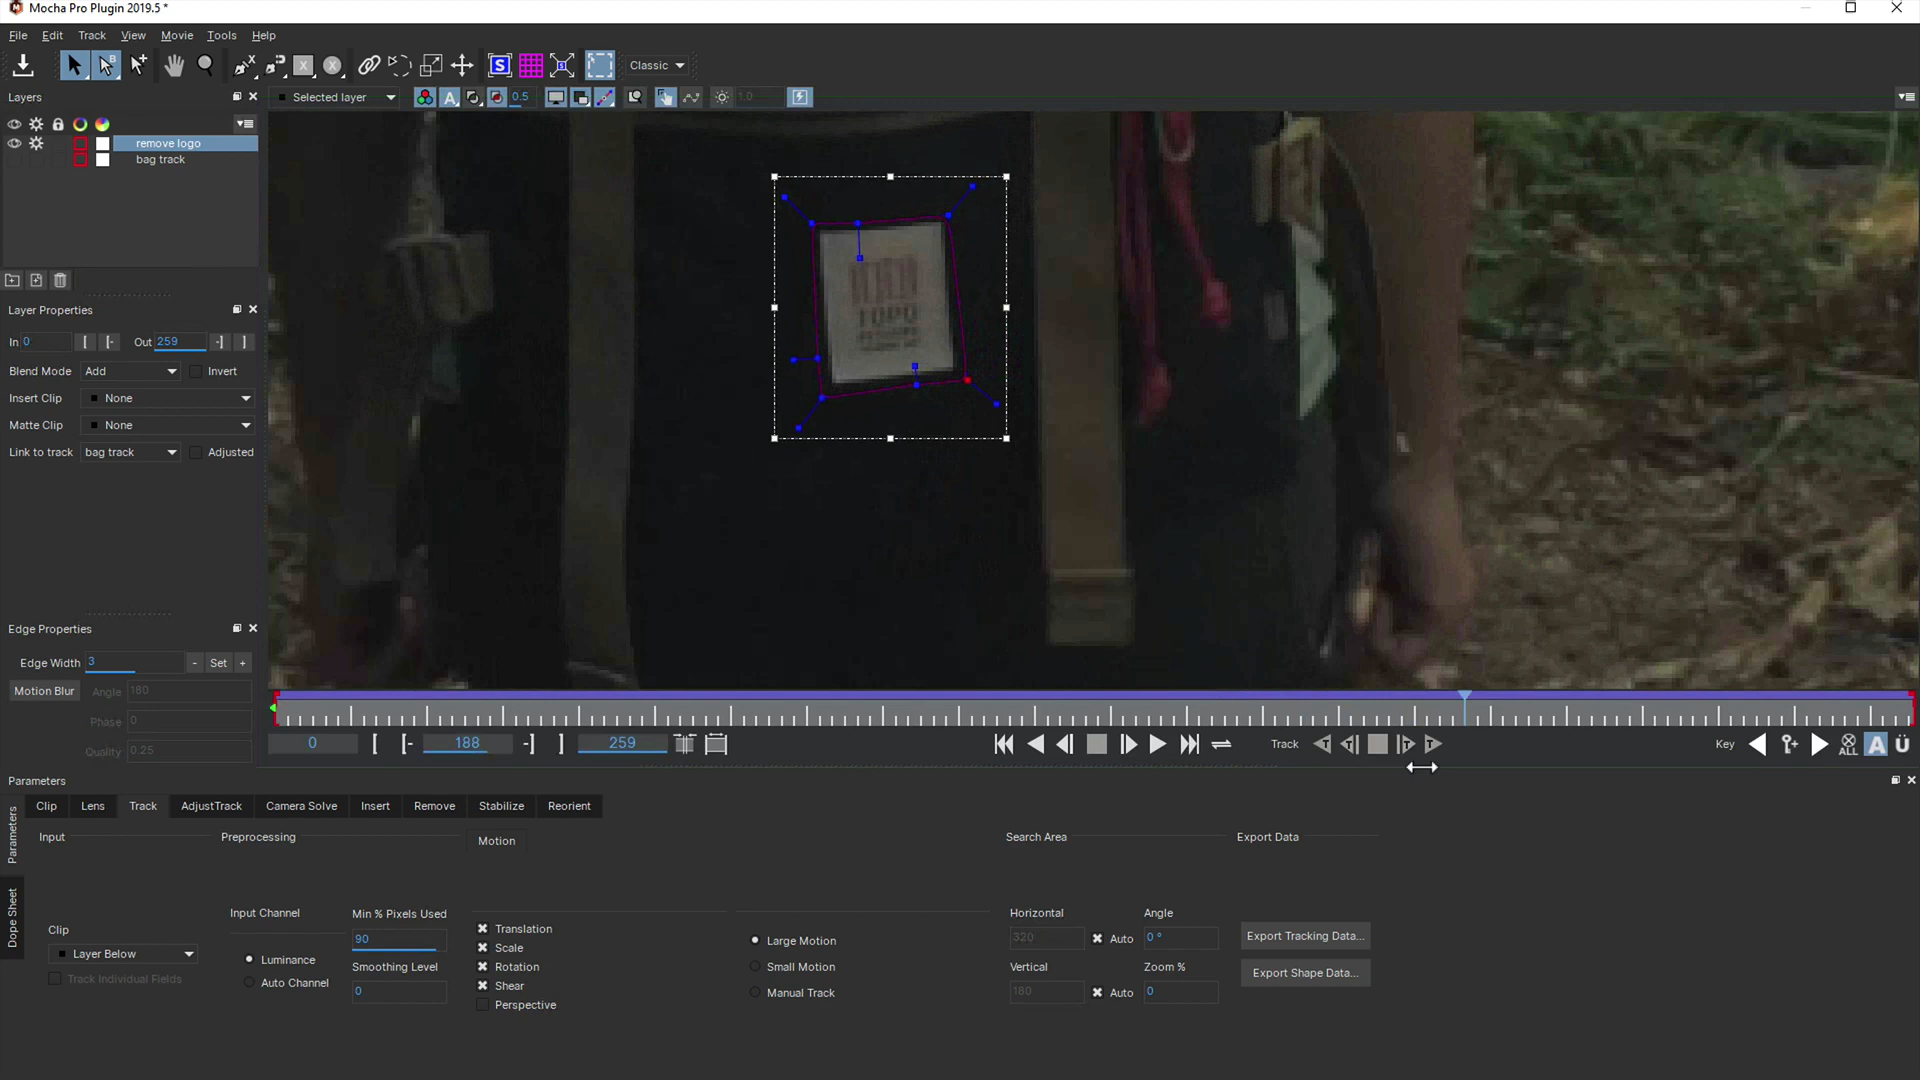 Mocha Pro Plugin 2019.5 *
File Edit Track View Movie Tools Help
Classic
Layers
Selected layer
0.5
1.0
remove logo
bag track
Layer Properties
In 0
Out 259
Blend Mode Add Invert
Insert Clip None
Matte Clip None
Link to track bag track Adjusted
Edge Properties
Edge Width 3 - Set +
Motion Blur Angle 180
Phase 0
Quality 0.25
0 188 259
Track
Key
ALL
Parameters
Clip Lens Track AdjustTrack Camera Solve Insert Remove Stabilize Reorient
Parameters
Dope Sheet
Input
Clip
Layer Below
Track Individual Fields
Preprocessing
Input Channel
Luminance
Auto Channel
Min % Pixels Used
90
Smoothing Level
0
Motion
Translation
Scale
Rotation
Shear
Perspective
Large Motion
Small Motion
Manual Track
Search Area
Horizontal
320 Auto
Vertical
180 Auto
Angle
0 °
Zoom %
0
Export Data
Export Tracking Data...
Export Shape Data...